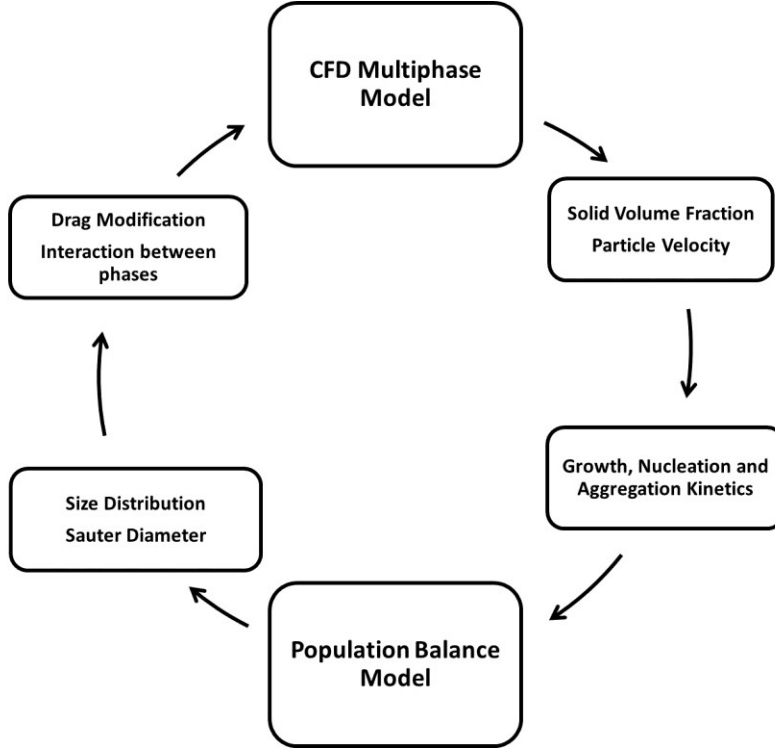 CFD Multiphase
Model
Solid Volume Fraction
Particle Velocity
Growth, Nucleation and
Aggregation Kinetics
Population Balance
Model
Size Distribution
Sauter Diameter
Drag Modification
Interaction between
phases